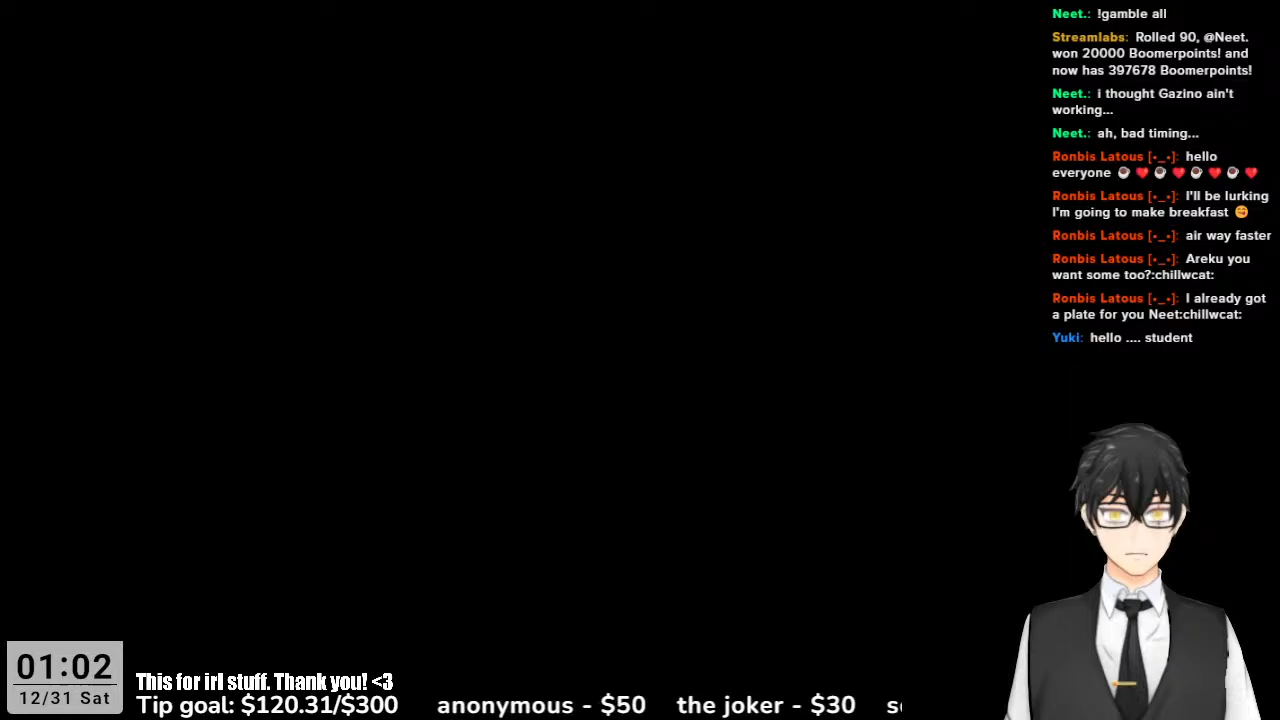 Neet.: !gamble all
Streamlabs: Rolled 90, @Neet.
won 20000 Boomerpoints! and
now has 397678 Boomerpoints!
Neet.: i thought Gazino ain't
working...
Neet.: ah, bad timing...
Ronbis Latous [•_•]: hello
everyone ☕ ❤️ ☕ ❤️ ☕ ❤️ ☕ ❤️
Ronbis Latous [•_•]: I'll be lurking
I'm going to make breakfast 😋
Ronbis Latous [•_•]: alr way faster
Ronbis Latous [•_•]: Areku you
want some too?:chillwcat:
Ronbis Latous [•_•]: I already got
a plate for you Neet:chillwcat:
Yuki: hello .... student
01:02
12/31 Sat
This for irl stuff. Thank you! <3
Tip goal: $120.31/$300 anonymous - $50 the joker - $30